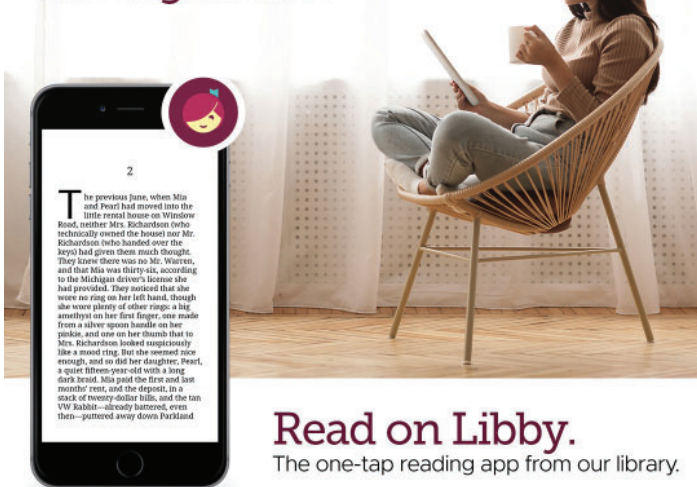 2
The previous June, when Mia
and Pearl had moved into the
little rental house on Winslow
Road, neither Mrs. Richardson (who
technically owned the house) nor Mr.
Richardson (who handed over the
keys) had given them much thought.
They knew there was no Mr. Warren,
and that Mia was thirty-six, according
to the Michigan driver's license she
had provided. They noticed that she
wore no ring on her left hand, though
she wore plenty of other rings: a big
amethyst on her first finger, one made
from a silver spoon handle on her
pinkie, and one on her thumb that to
Mrs. Richardson looked suspiciously
like a mood ring. But she seemed nice
enough, and so did her daughter, Pearl,
a quiet fifteen-year-old with a long
dark braid. Mia paid the first and last
months' rent, and the deposit, in a
stack of twenty-dollar bills, and the tan
VW Rabbit—already battered, even
then—puttered away down Parkland
Read on Libby.
The one-tap reading app from our library.